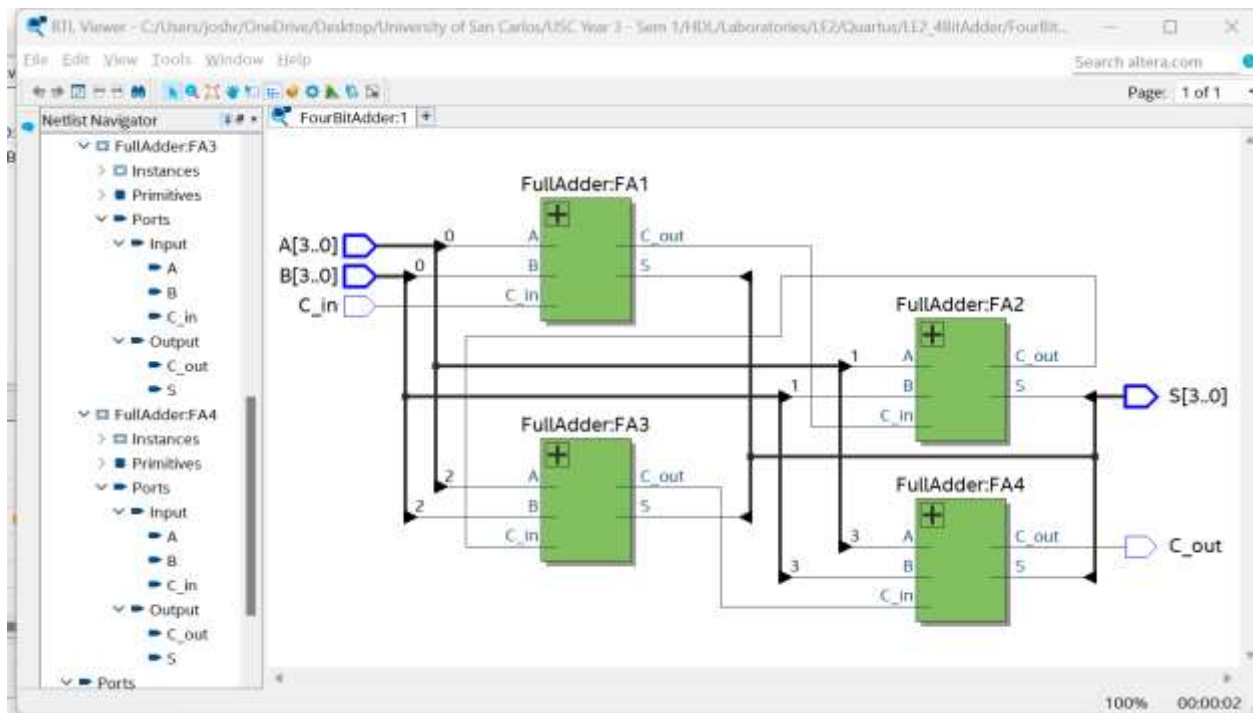 RTL Viewer - C:/Users/joshr/OneDrive/Desktop/University of San Carlos/USC Year 3 - Sem 1/HDL/Laboratories/LE2/Quartus/LE2_4BitAdder/FourBit...
File Edit View Tools Window Help
Search altera.com
Page: 1 of 1
Netlist Navigator
FourBitAdder:1
FullAdder:FA3
Instances
Primitives
Ports
Input
A
B
C_in
Output
C_out
S
FullAdder:FA4
Instances
Primitives
Ports
Input
A
B
C_in
Output
C_out
S
Ports
FullAdder:FA1
A[3..0]
0
A
C_out
B[3..0]
0
B
S
C_in
C_in
FullAdder:FA2
1
A
C_out
1
B
S
S[3..0]
C_in
FullAdder:FA3
2
A
C_out
2
B
S
C_in
FullAdder:FA4
3
A
C_out
C_out
3
B
S
C_in
100%
00:00:02